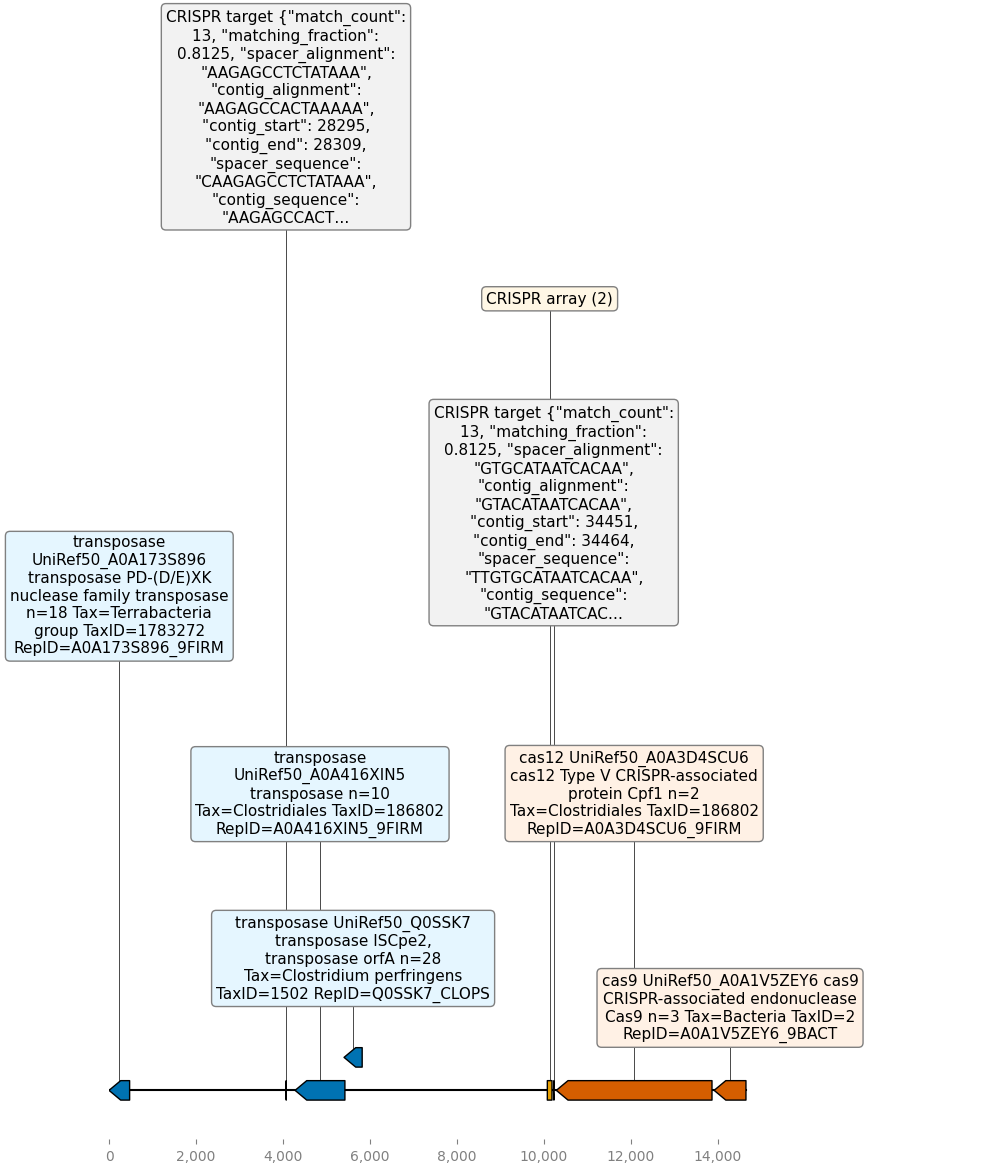 CRISPR target {"match_count":
13, "matching_fraction":
0.8125, "spacer_alignment":
"AAGAGCCTCTATAAA",
"contig_alignment":
"AAGAGCCACTAAAAA",
"contig_start": 28295,
"contig_end": 28309,
"spacer_sequence":
"CAAGAGCCTCTATAAA",
"contig_sequence":
"AAGAGCCACT...
CRISPR array (2)
CRISPR target {"match_count":
13, "matching_fraction":
0.8125, "spacer_alignment":
"GTGCATAATCACAA",
"contig_alignment":
"GTACATAATCACAA",
"contig_start": 34451,
"contig_end": 34464,
"spacer_sequence":
"TTGTGCATAATCACAA",
"contig_sequence":
"GTACATAATCAC...
transposase
UniRef50_A0A173S896
transposase PD-(D/E)XK
nuclease family transposase
n=18 Tax=Terrabacteria
group TaxID=1783272
RepID=A0A173S896_9FIRM
transposase
UniRef50_A0A416XIN5
transposase n=10
Tax=Clostridiales TaxID=186802
RepID=A0A416XIN5_9FIRM
cas12 UniRef50_A0A3D4SCU6
cas12 Type V CRISPR-associated
protein Cpf1 n=2
Tax=Clostridiales TaxID=186802
RepID=A0A3D4SCU6_9FIRM
transposase UniRef50_Q0SSK7
transposase ISCpe2,
transposase orfA n=28
Tax=Clostridium perfringens
TaxID=1502 RepID=Q0SSK7_CLOPS
cas9 UniRef50_A0A1V5ZEY6 cas9
CRISPR-associated endonuclease
Cas9 n=3 Tax=Bacteria TaxID=2
RepID=A0A1V5ZEY6_9BACT
0 2,000 4,000 6,000 8,000 10,000 12,000 14,000